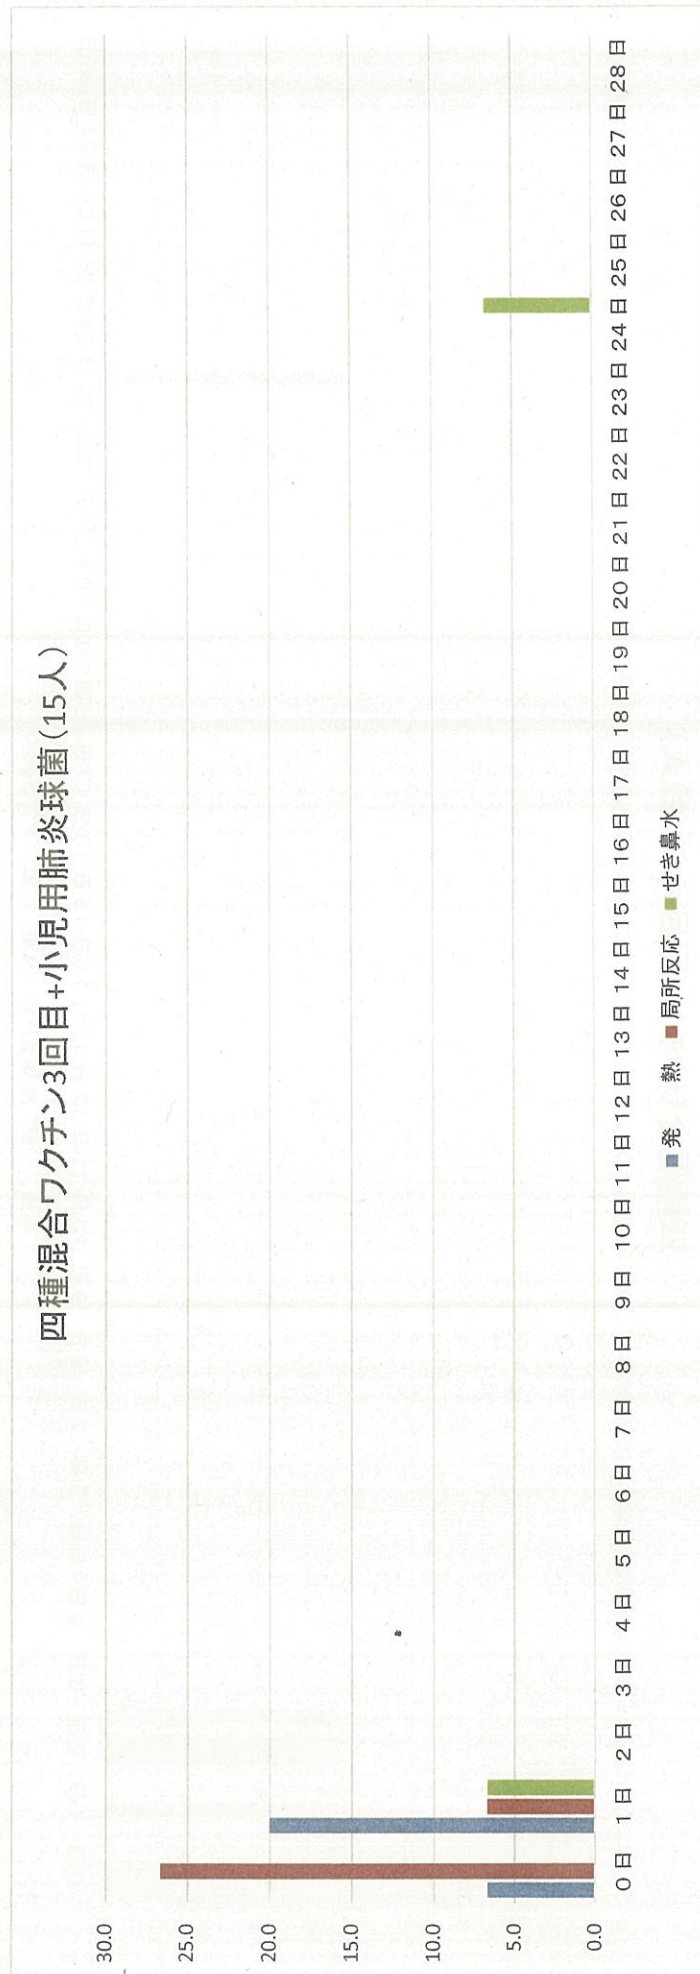 四種混合ワクチン3回目+小児用肺炎球菌(15人)
30.0
25.0
20.0
15.0
10.0
5.0
0.0
0日 1日 2日 3日 4日 5日 6日 7日 8日 9日 10日 11日 12日 13日 14日 15日 16日 17日 18日 19日 20日 21日 22日 23日 24日 25日 26日 27日 28日
発 熱 局所反応 せき鼻水